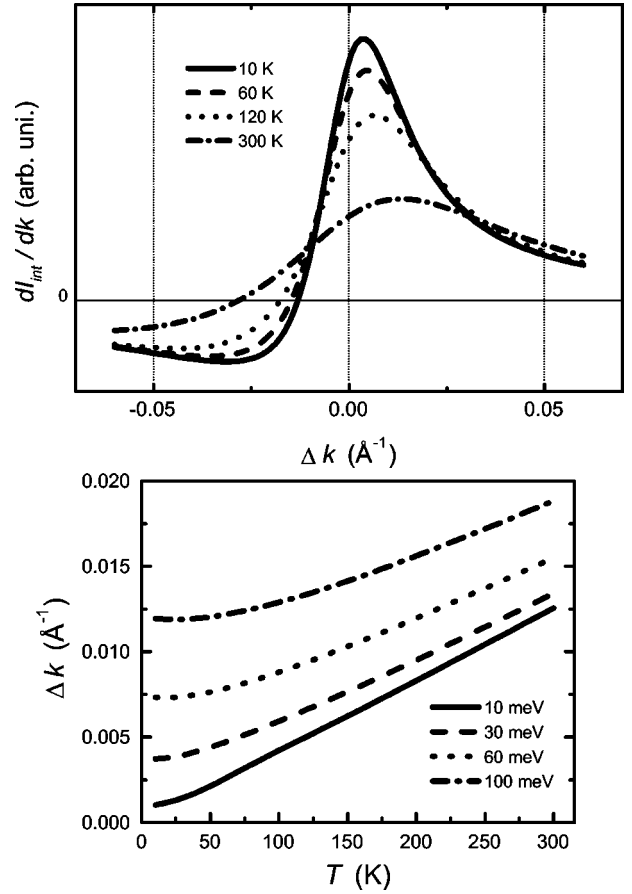 dI_int / dk (arb. uni.)
10 K
60 K
120 K
300 K
0
-0.05
0.00
0.05
Δ k (Å⁻¹)
0.020
0.015
0.010
0.005
0.000
Δ k (Å⁻¹)
10 meV
30 meV
60 meV
100 meV
0
50
100
150
200
250
300
T (K)